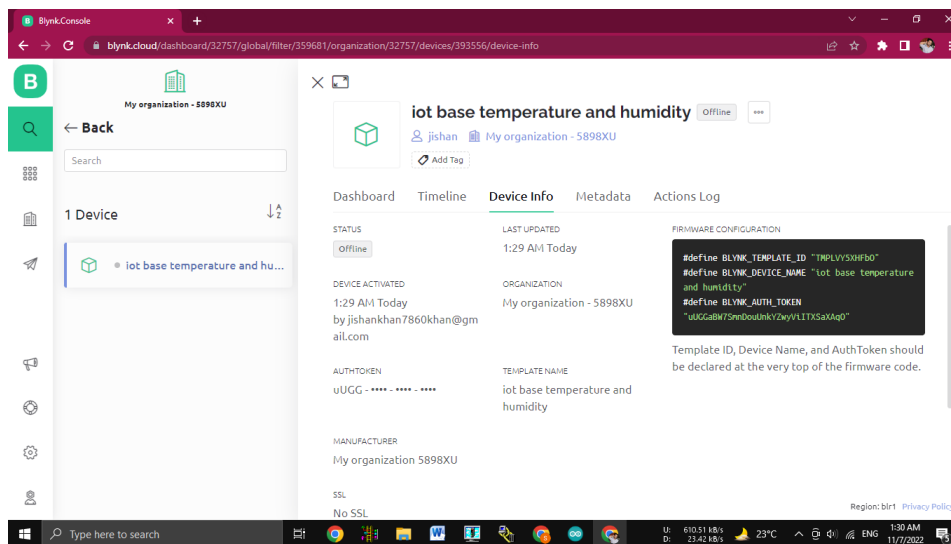 Blynk.Console
blynk.cloud/dashboard/32757/global/filter/359681/organization/32757/devices/393556/device-info
B
My organization - 5898XU
Back
Search
1 Device
A
Z
iot base temperature and hu...
iot base temperature and humidity
Offline
jishan
My organization - 5898XU
Add Tag
Dashboard
Timeline
Device Info
Metadata
Actions Log
STATUS
Offline
LAST UPDATED
1:29 AM Today
DEVICE ACTIVATED
1:29 AM Today
by jishankhan7860khan@gm
ail.com
ORGANIZATION
My organization - 5898XU
AUTHTOKEN
uUGG - •••• - •••• - ••••
TEMPLATE NAME
iot base temperature and
humidity
MANUFACTURER
My organization 5898XU
SSL
No SSL
FIRMWARE CONFIGURATION
#define BLYNK_TEMPLATE_ID "TMPLVY5XHFbO"
#define BLYNK_DEVICE_NAME "iot base temperature
and humidity"
#define BLYNK_AUTH_TOKEN
"uUGGaBW7SmnDouUnkYZwyViITXSaXAqO"
Template ID, Device Name, and AuthToken should
be declared at the very top of the firmware code.
Region: blr1 Privacy Policy
Type here to search
U: 610.51 kB/s
D: 23.42 kB/s
23°C
ENG
1:30 AM
11/7/2022